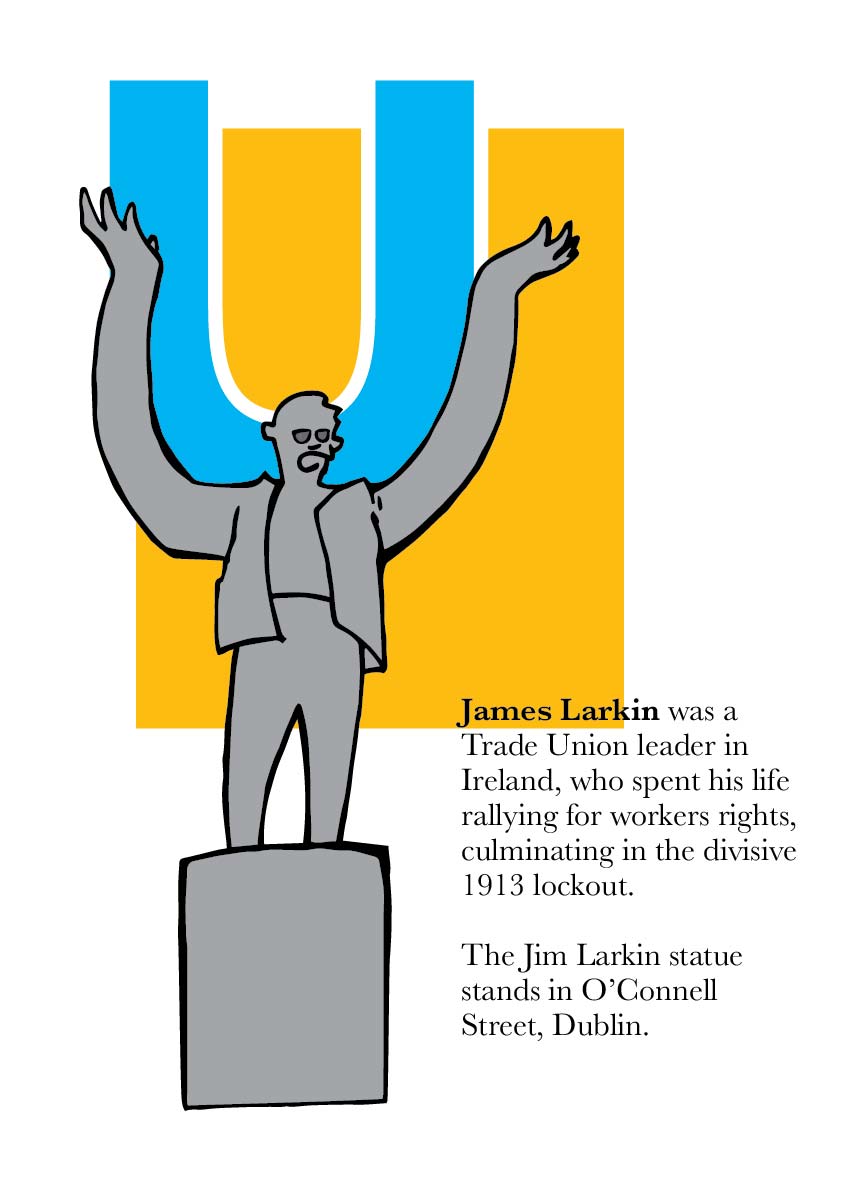 U
James Larkin was a
Trade Union leader in
Ireland, who spent his life
rallying for workers rights,
culminating in the divisive
1913 lockout.
The Jim Larkin statue
stands in O’Connell
Street, Dublin.